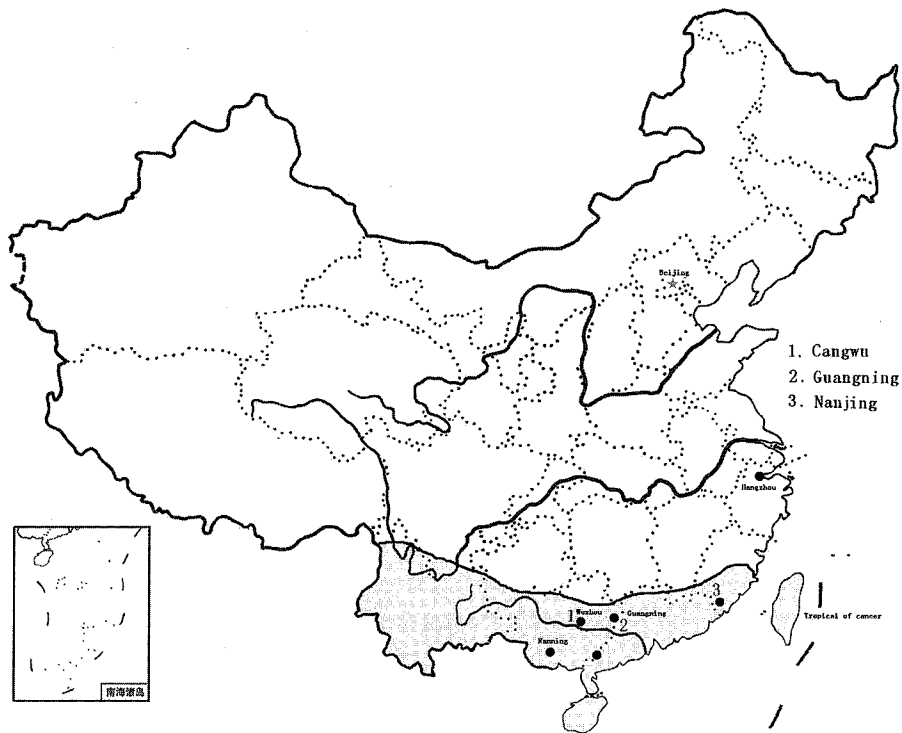 Beijing
1. Cangwu
2. Guangning
3. Nanjing
Hangzhou
3
Tropical of cancer
1
Wuzhou
Guangning
2
Nanning
南海诸岛